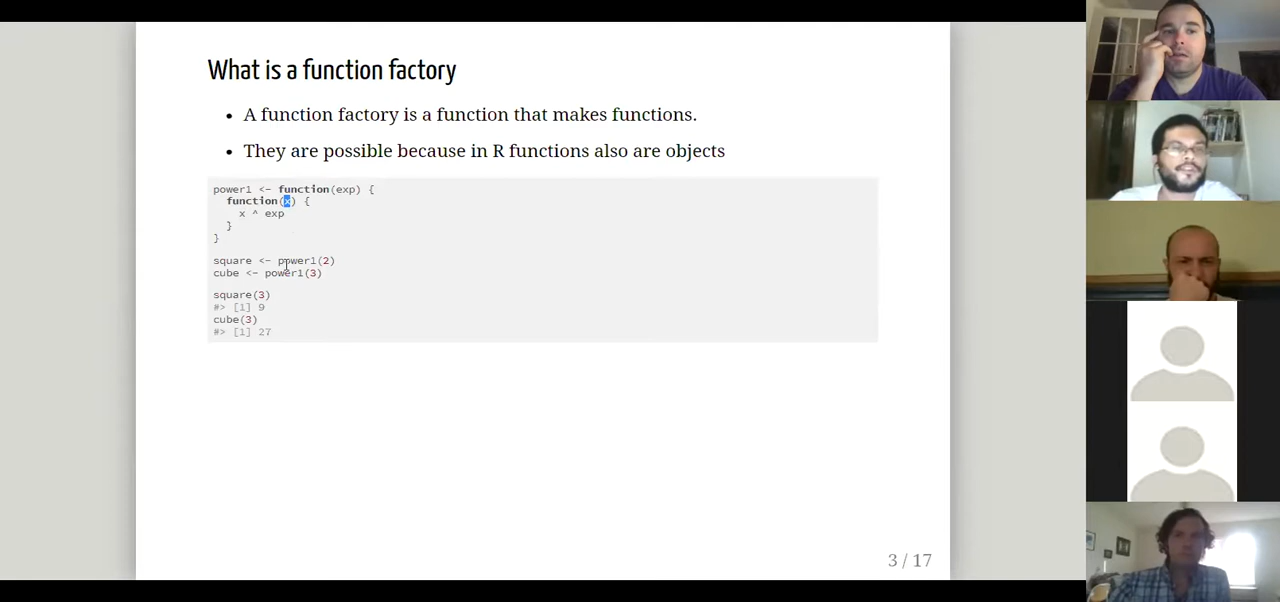 What is a function factory
• A function factory is a function that makes functions.
• They are possible because in R functions also are objects
power1 <- function(exp) {
  function(x) {
    x ^ exp
  }
}
square <- power1(2)
cube <- power1(3)
square(3)
#> [1] 9
cube(3)
#> [1] 27
3 / 17